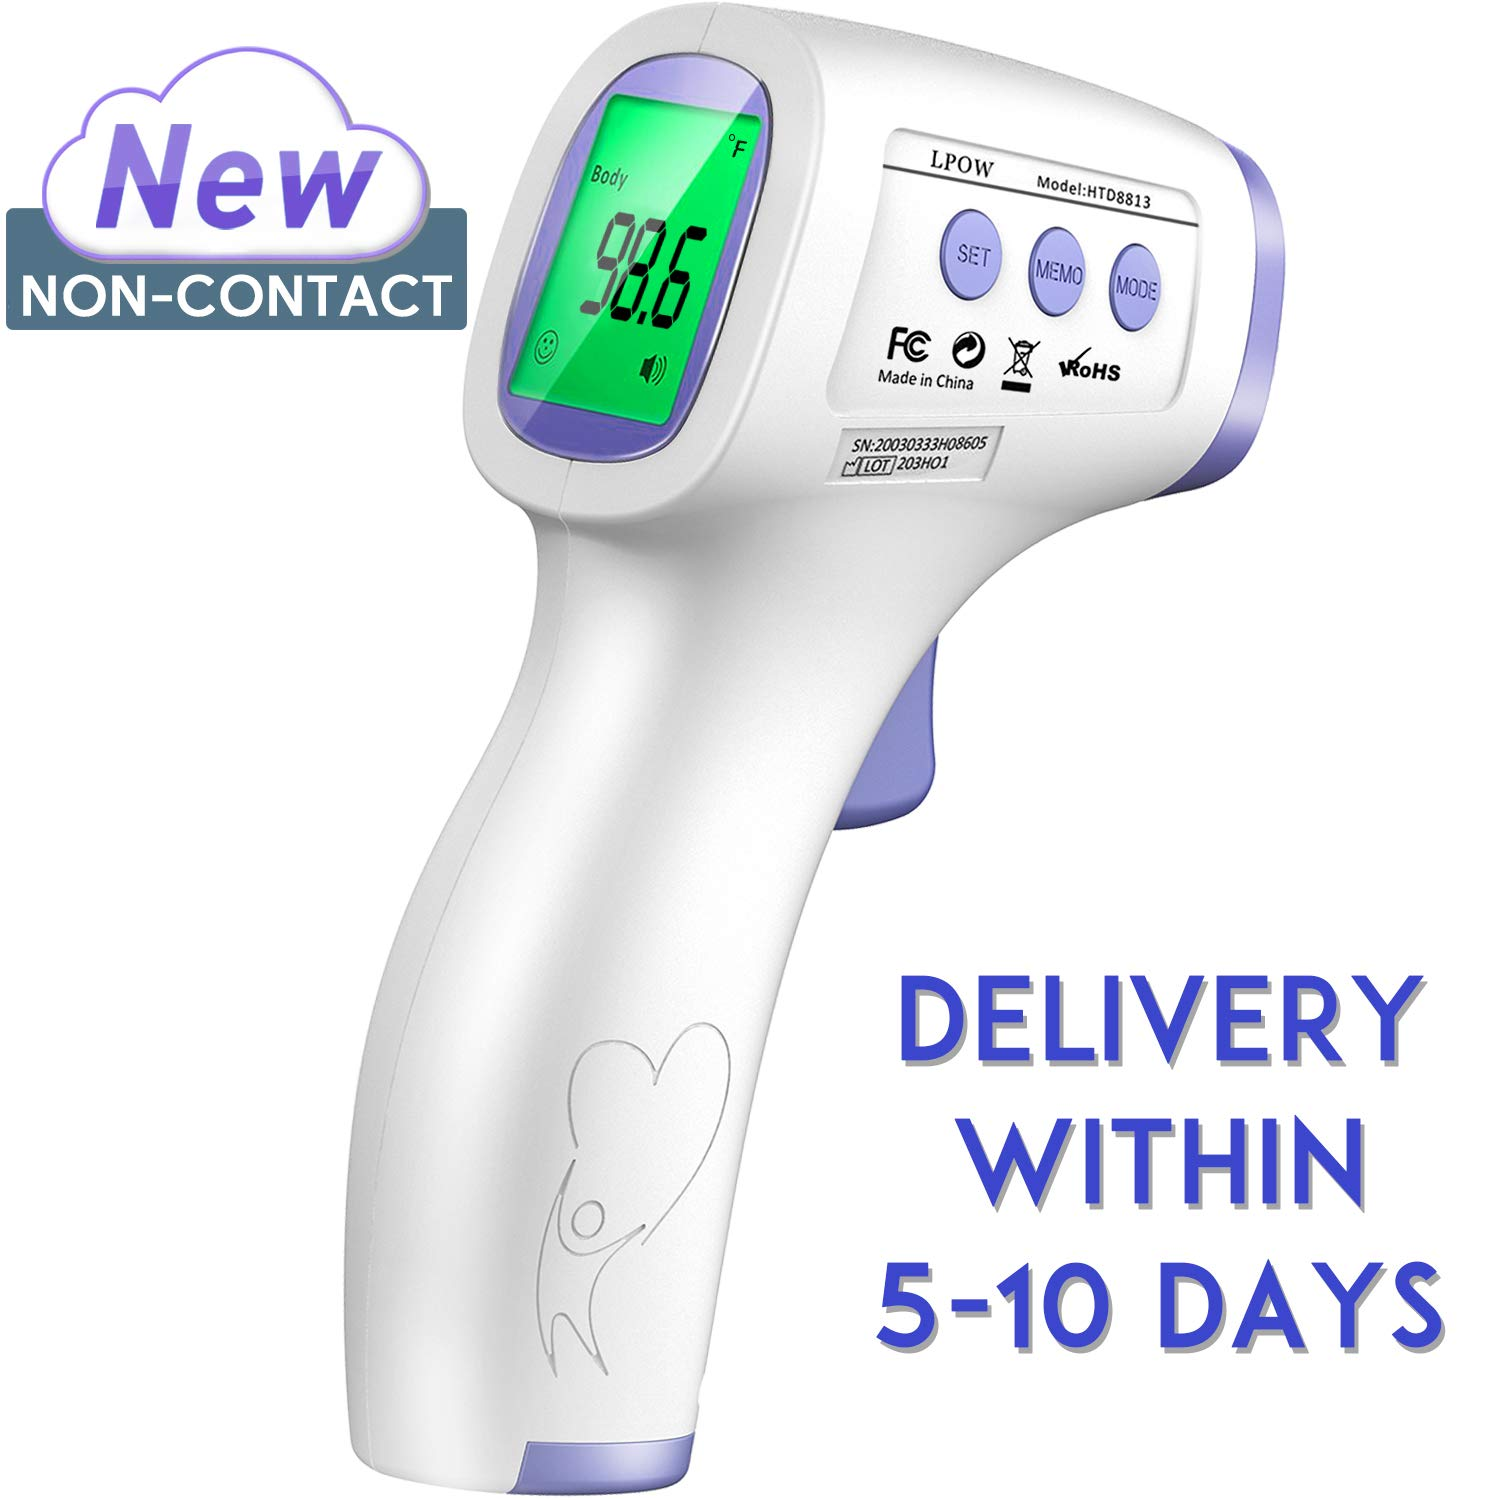 New
NON-CONTACT
°F
Body
98.6
LPOW
Model:HTD8813
SET
MEMO
MODE
FC
RoHS
Made in China
SN:20030333H08605
LOT 203H01
DELIVERY
WITHIN
5-10 DAYS